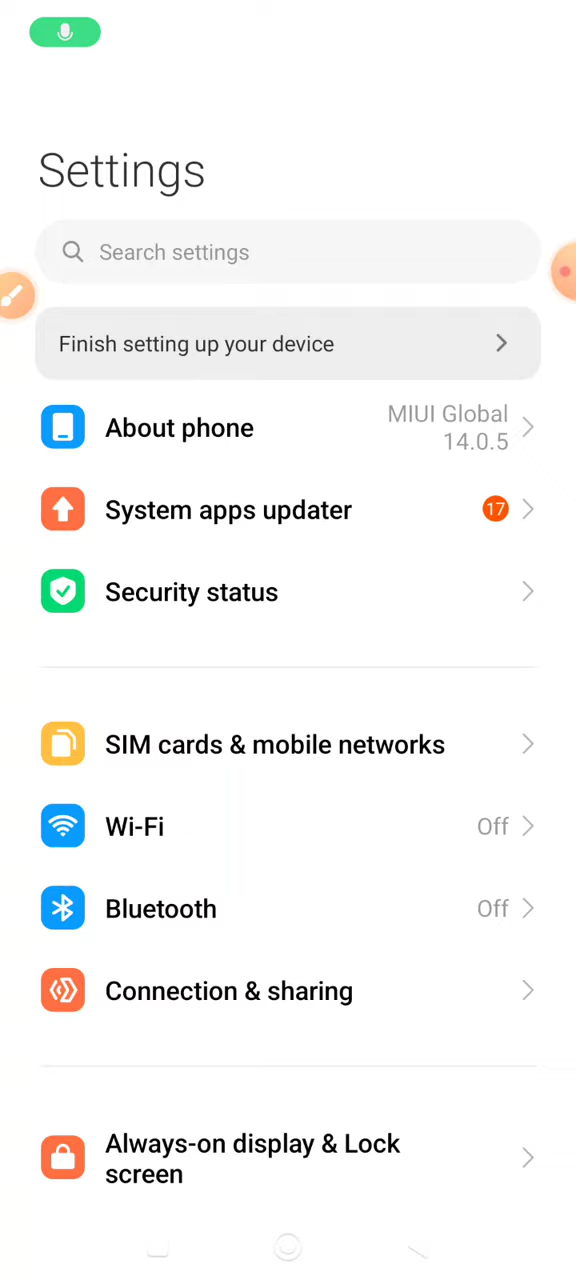 Settings
Search settings
Finish setting up your device
About phone
MIUI Global
14.0.5
System apps updater
17
Security status
SIM cards & mobile networks
Wi-Fi
Off
Bluetooth
Off
Connection & sharing
Always-on display & Lock
screen